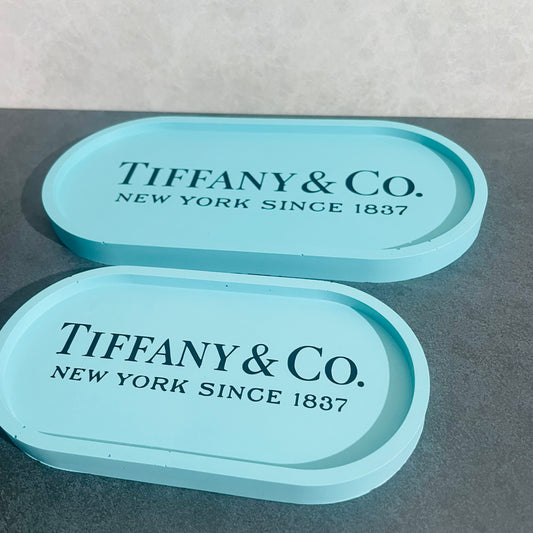 TIFFANY & CO.
NEW YORK SINCE 1837
TIFFANY & CO.
NEW YORK SINCE 1837